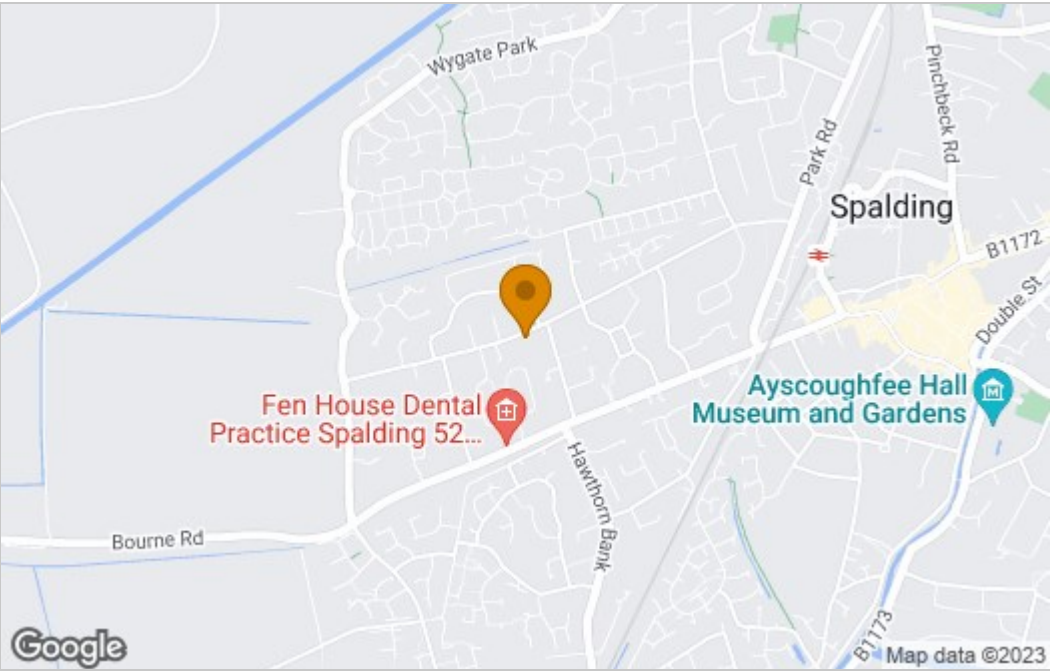 Wygate Park
Park Rd
Pinchbeck Rd
Spalding
B1172
Double St
Ayscoughfee Hall
Museum and Gardens
Fen House Dental
Practice Spalding 52...
Hawthorn Bank
Bourne Rd
B1173
Google
Map data ©2023